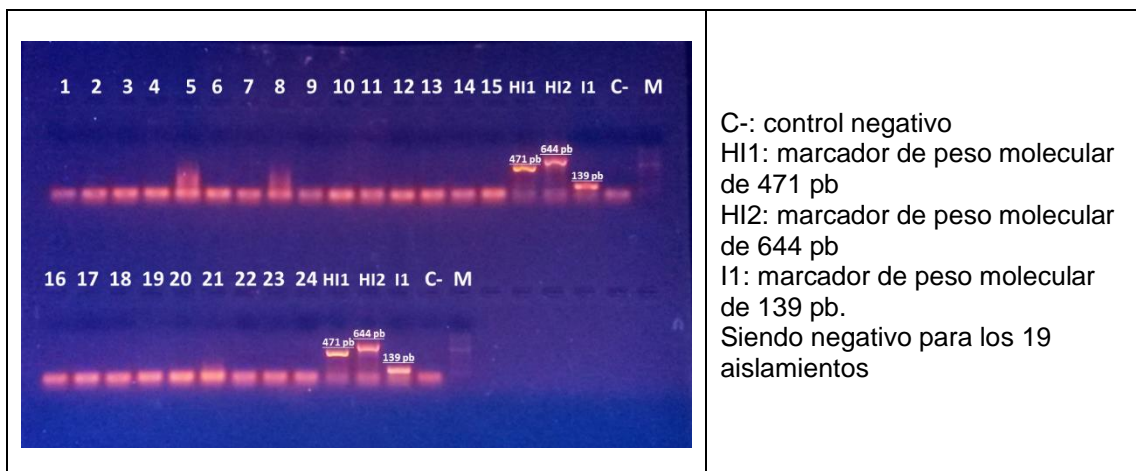 1 2 3 4 5 6 7 8 9 10 11 12 13 14 15 HI1 HI2 I1 C- M
471 pb 644 pb 139 pb
16 17 18 19 20 21 22 23 24 HI1 HI2 I1 C- M
471 pb 644 pb 139 pb
C-: control negativo
HI1: marcador de peso molecular
de 471 pb
HI2: marcador de peso molecular
de 644 pb
I1: marcador de peso molecular
de 139 pb.
Siendo negativo para los 19
aislamientos